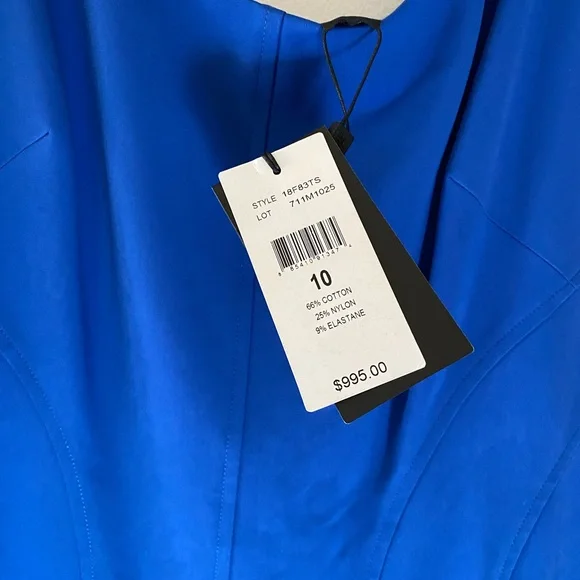 STYLE 18F83TS
LOT 711M1025
10
66% COTTON
25% NYLON
9% ELASTANE
$995.00